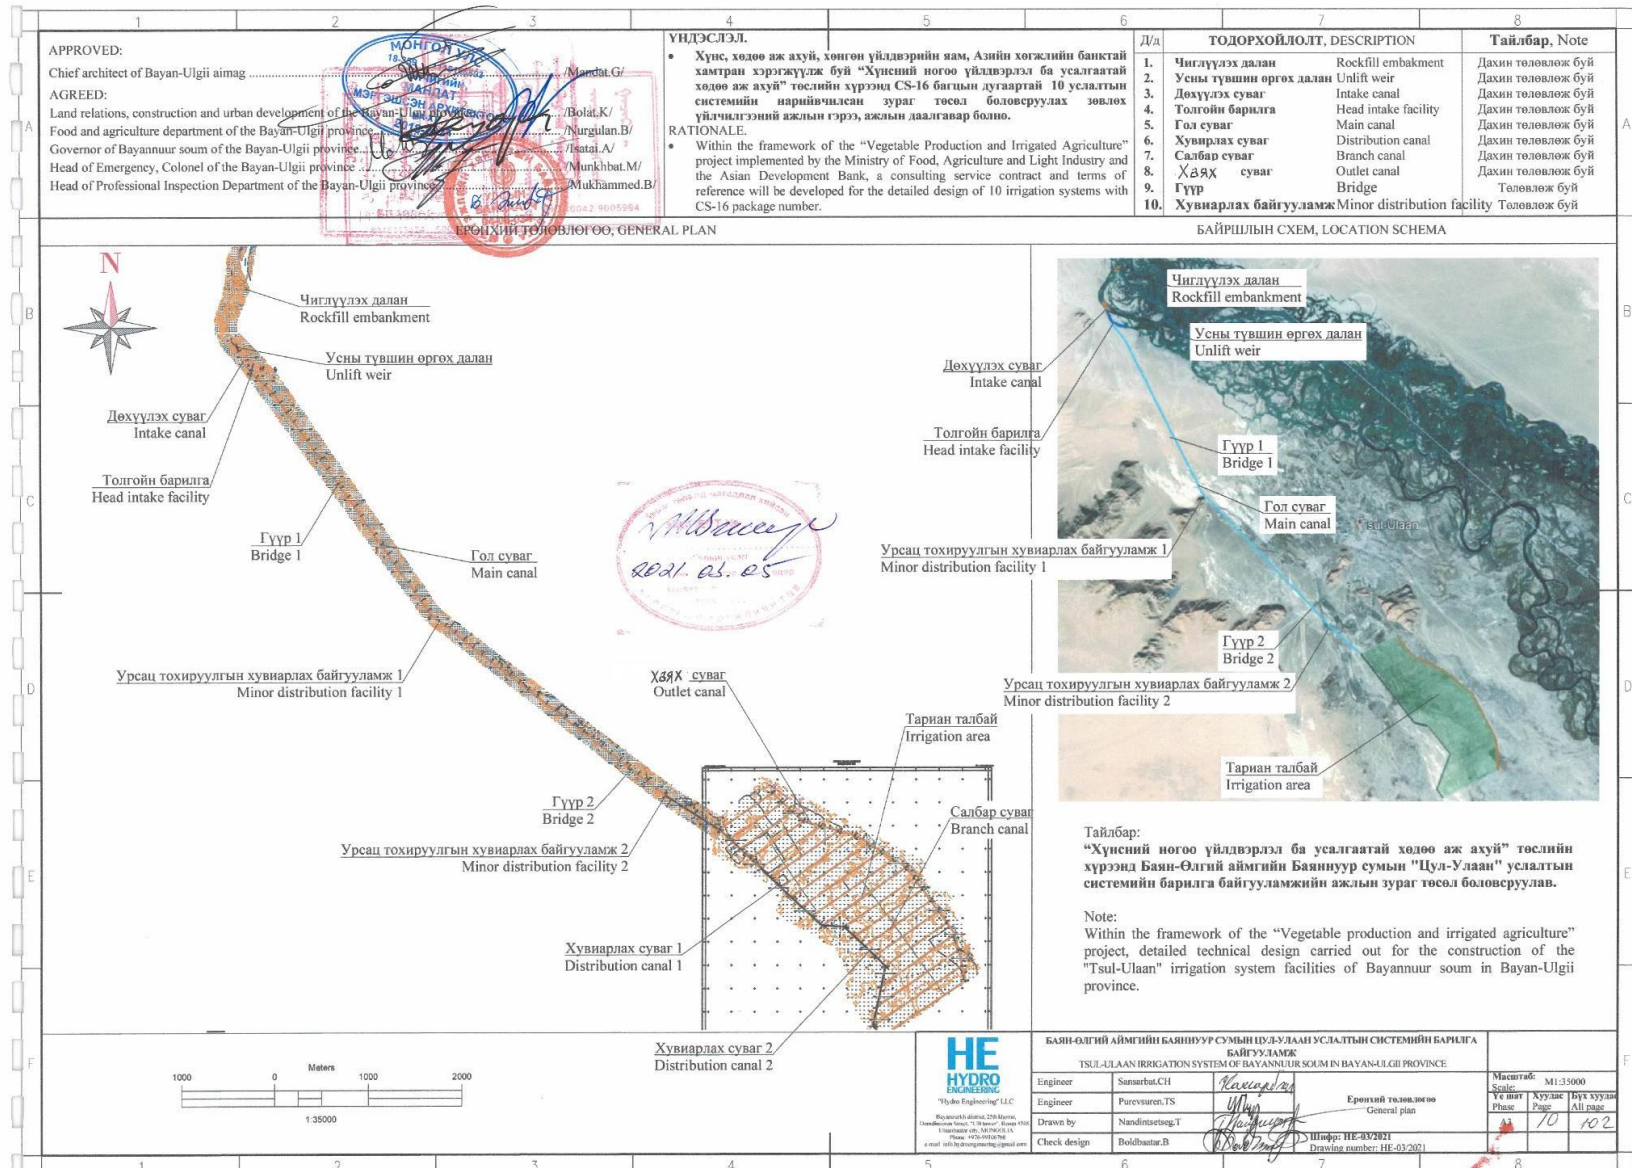 1 2 3 4 5 6 7 8
APPROVED:
Chief architect of Bayan-Ulgii aimag /Mandat.G/
AGREED:
Land relations, construction and urban development of the Bayan-Ulgii province /Bolat.K/
Food and agriculture department of the Bayan-Ulgii province /Nurgulan.B/
Governor of Bayannuur soum of the Bayan-Ulgii province /Isatai.A/
Head of Emergency, Colonel of the Bayan-Ulgii province /Munkhbat.M/
Head of Professional Inspection Department of the Bayan-Ulgii province /Mukhammed.B/
МОНГОЛ УЛС
МАНДАТ
ҮНДЭСЛЭЛ.
• Хүнс, хөдөө аж ахуй, хөнгөн үйлдвэрийн яам, Азийн хөгжлийн банктай
хамтран хэрэгжүүлж буй “Хүнсний ногоо үйлдвэрлэл ба усалгаатай
хөдөө аж ахуй” төслийн хүрээнд CS-16 багцын дугаартай 10 услалтын
системийн нарийвчилсан зураг төсөл боловсруулах зөвлөх
үйлчилгээний ажлын гэрээ, ажлын даалгавар болно.
RATIONALE.
• Within the framework of the “Vegetable Production and Irrigated Agriculture”
project implemented by the Ministry of Food, Agriculture and Light Industry and
the Asian Development Bank, a consulting service contract and terms of
reference will be developed for the detailed design of 10 irrigation systems with
CS-16 package number.
Д/д ТОДОРХОЙЛОЛТ, DESCRIPTION Тайлбар, Note
1. Чиглүүлэх далан Rockfill embakment Дахин төлөвлөж буй
2. Усны түвшин өргөх далан Unlift weir Дахин төлөвлөж буй
3. Дөхүүлэх суваг Intake canal Дахин төлөвлөж буй
4. Толгойн барилга Head intake facility Дахин төлөвлөж буй
5. Гол суваг Main canal Дахин төлөвлөж буй
6. Хувирлах суваг Distribution canal Дахин төлөвлөж буй
7. Салбар суваг Branch canal Дахин төлөвлөж буй
8. Хаях суваг Outlet canal Дахин төлөвлөж буй
9. Гүүр Bridge Төлөвлөж буй
10. Хувиарлах байгууламж Minor distribution facility Төлөвлөж буй
ЕРӨНХИЙ ТӨЛӨВЛӨГӨӨ, GENERAL PLAN
БАЙРШЛЫН СХЕМ, LOCATION SCHEMA
N
Чиглүүлэх далан
Rockfill embankment
Усны түвшин өргөх далан
Unlift weir
Дөхүүлэх суваг
Intake canal
Толгойн барилга
Head intake facility
Гүүр 1
Bridge 1
Гол суваг
Main canal
2021. 03. 05
Урсац тохируулгын хувиарлах байгууламж 1
Minor distribution facility 1
Хаях суваг
Outlet canal
Тариан талбай
Irrigation area
Гүүр 2
Bridge 2
Салбар суваг
Branch canal
Урсац тохируулгын хувиарлах байгууламж 2
Minor distribution facility 2
Хувиарлах суваг 1
Distribution canal 1
Хувиарлах суваг 2
Distribution canal 2
Чиглүүлэх далан
Rockfill embankment
Усны түвшин өргөх далан
Unlift weir
Дөхүүлэх суваг
Intake canal
Толгойн барилга
Head intake facility
Гүүр 1
Bridge 1
Гол суваг
Main canal
Tsul-Ulaan
Урсац тохируулгын хувиарлах байгууламж 1
Minor distribution facility 1
Гүүр 2
Bridge 2
Урсац тохируулгын хувиарлах байгууламж 2
Minor distribution facility 2
Тариан талбай
Irrigation area
Тайлбар:
“Хүнсний ногоо үйлдвэрлэл ба усалгаатай хөдөө аж ахуй” төслийн
хүрээнд Баян-Өлгий аймгийн Баяннуур сумын "Цул-Улаан" услалтын
системийн барилга байгууламжийн ажлын зураг төсөл боловсруулав.
Note:
Within the framework of the “Vegetable production and irrigated agriculture”
project, detailed technical design carried out for the construction of the
"Tsul-Ulaan" irrigation system facilities of Bayannuur soum in Bayan-Ulgii
province.
Meters
1000 0 1000 2000
1:35000
HE
HYDRO
ENGINEERING
"Hydro Engineering" LLC
БАЯН-ӨЛГИЙ АЙМГИЙН БАЯННУУР СУМЫН ЦУЛ-УЛААН УСЛАЛТЫН СИСТЕМИЙН БАРИЛГА
БАЙГУУЛАМЖ
TSUL-ULAAN IRRIGATION SYSTEM OF BAYANNUUR SOUM IN BAYAN-ULGII PROVINCE
Engineer Sansarbat.CH
Engineer Purevsuren.TS
Drawn by Nandintsetseg.T
Check design Boldbaatar.B
Ерөнхий төлөвлөгөө
General plan
Шифр: HE-03/2021
Drawing number: HE-03/2021
Масштаб: М1:35000
Scale:
Үе шат Хуудас Бүх хуудас
Phase Page All page
АЗ 10 102
A B C D E F
1 2 3 4 5 6 7 8